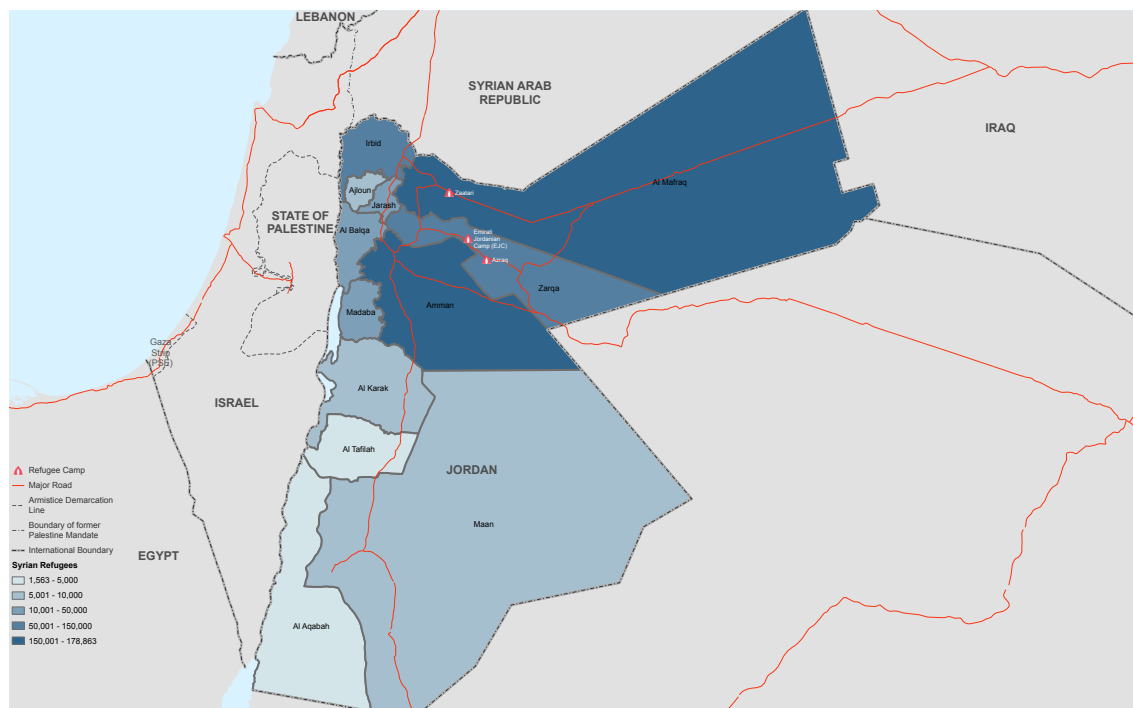 LEBANON
SYRIAN ARAB
REPUBLIC
IRAQ
Irbid
Ajloun
Jarash
Zaatari
Al Mafraq
STATE OF
PALESTINE
Al Balqa
Emirati
Jordanian
Camp (EJC)
Azraq
Zarqa
Amman
Madaba
Gaza
Strip
(PSE)
Al Karak
ISRAEL
Al Tafilah
JORDAN
Maan
EGYPT
Al Aqabah
Refugee Camp
Major Road
Armistice Demarcation
Line
Boundary of former
Palestine Mandate
International Boundary
Syrian Refugees
1,563 - 5,000
5,001 - 10,000
10,001 - 50,000
50,001 - 150,000
150,001 - 178,863